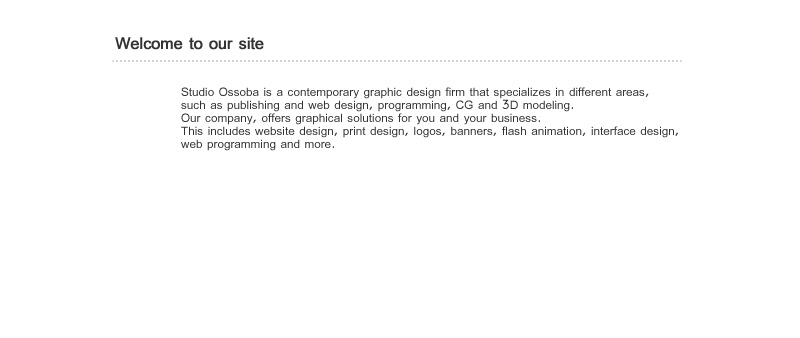 Welcome to our site
Studio Ossoba is a contemporary graphic design firm that specializes in different areas,
such as publishing and web design, programming, CG and 3D modeling.
Our company, offers graphical solutions for you and your business.
This includes website design, print design, logos, banners, flash animation, interface design,
web programming and more.